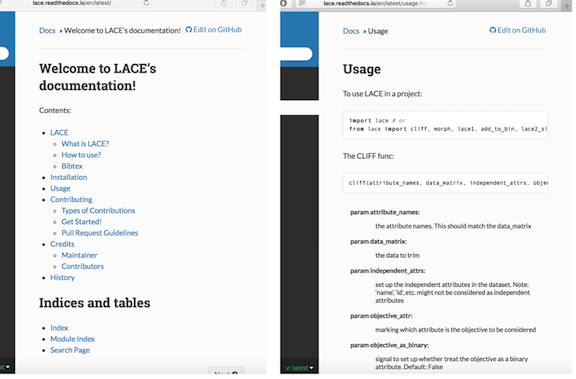 lace.readthedocs.io/en/latest/
Docs » Welcome to LACE's documentation!
Edit on GitHub
Welcome to LACE's
documentation!
Contents:
• LACE
◦ What is LACE?
◦ How to use?
◦ Bibtex
• Installation
• Usage
• Contributing
◦ Types of Contributions
◦ Get Started!
◦ Pull Request Guidelines
• Credits
◦ Maintainer
◦ Contributors
• History
Indices and tables
• Index
• Module Index
• Search Page
Next
lace.readthedocs.io/en/latest/usage.
Docs » Usage
Edit on GitHub
Usage
To use LACE in a project:
import lace # or
from lace import cliff, morph, lace1, add_to_bin, lace2_si
The CLIFF func:
cliff(attribute_names, data_matrix, independent_attrs, obje
param attribute_names:
the attribute names. This should match the data_matrix
param data_matrix:
the data to trim
param independent_attrs:
set up the independent attributes in the dataset. Note:
'name', 'id', etc. might not be considered as independent
attributes
param objective_attr:
marking which attribute is the objective to be considered
param objective_as_binary:
signal to set up whether treat the objective as a binary
attribute. Default: False
v: latest